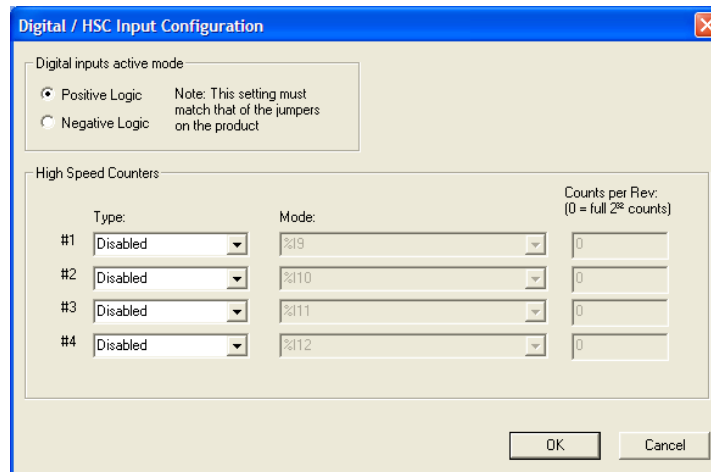 Digital / HSC Input Configuration
Digital inputs active mode
Positive Logic
Negative Logic
Note: This setting must
match that of the jumpers
on the product
High Speed Counters
Type:
Mode:
Counts per Rev:
(0 = full 2³² counts)
#1 Disabled %I9 0
#2 Disabled %I10 0
#3 Disabled %I11 0
#4 Disabled %I12 0
OK Cancel